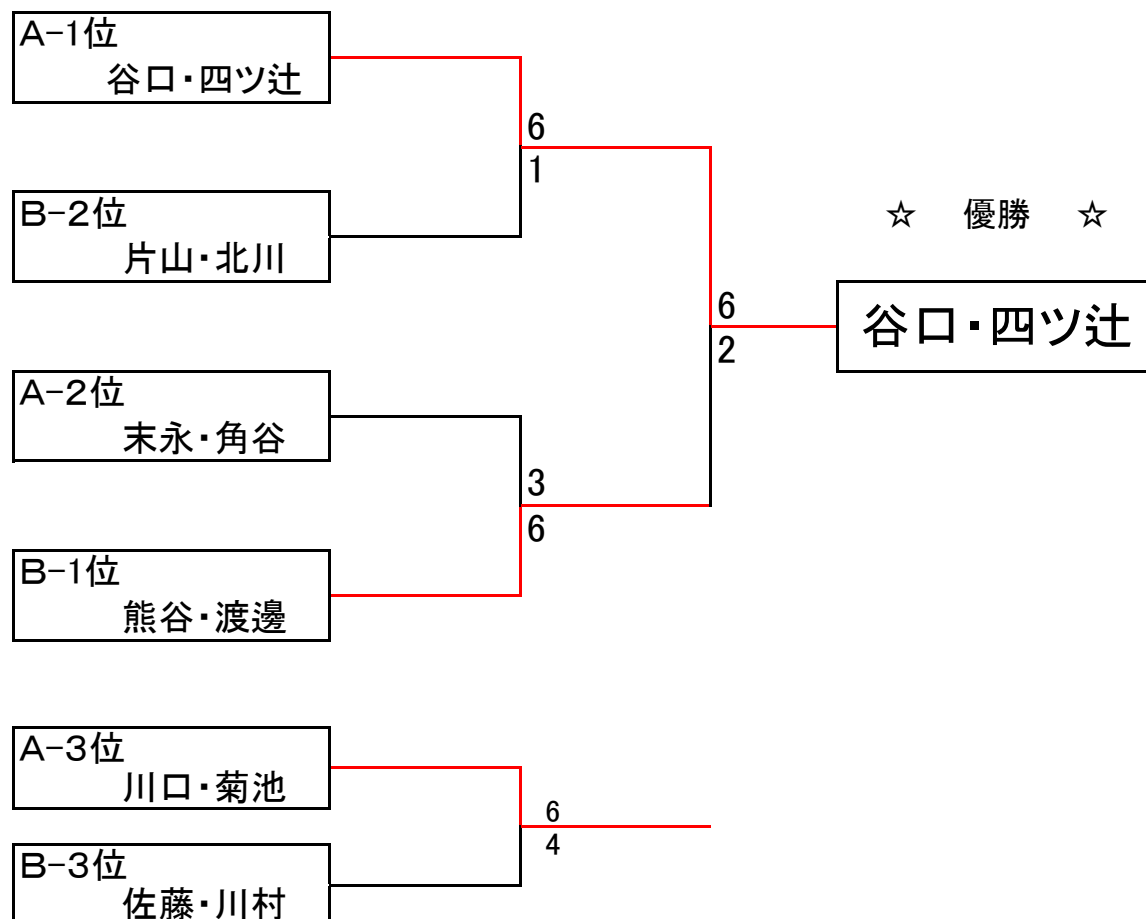 A-1位
谷口・四ツ辻
6
1
B-2位
片山・北川
☆ 優勝 ☆
谷口・四ツ辻
6
2
A-2位
末永・角谷
3
6
B-1位
熊谷・渡邊
A-3位
川口・菊池
6
4
B-3位
佐藤・川村